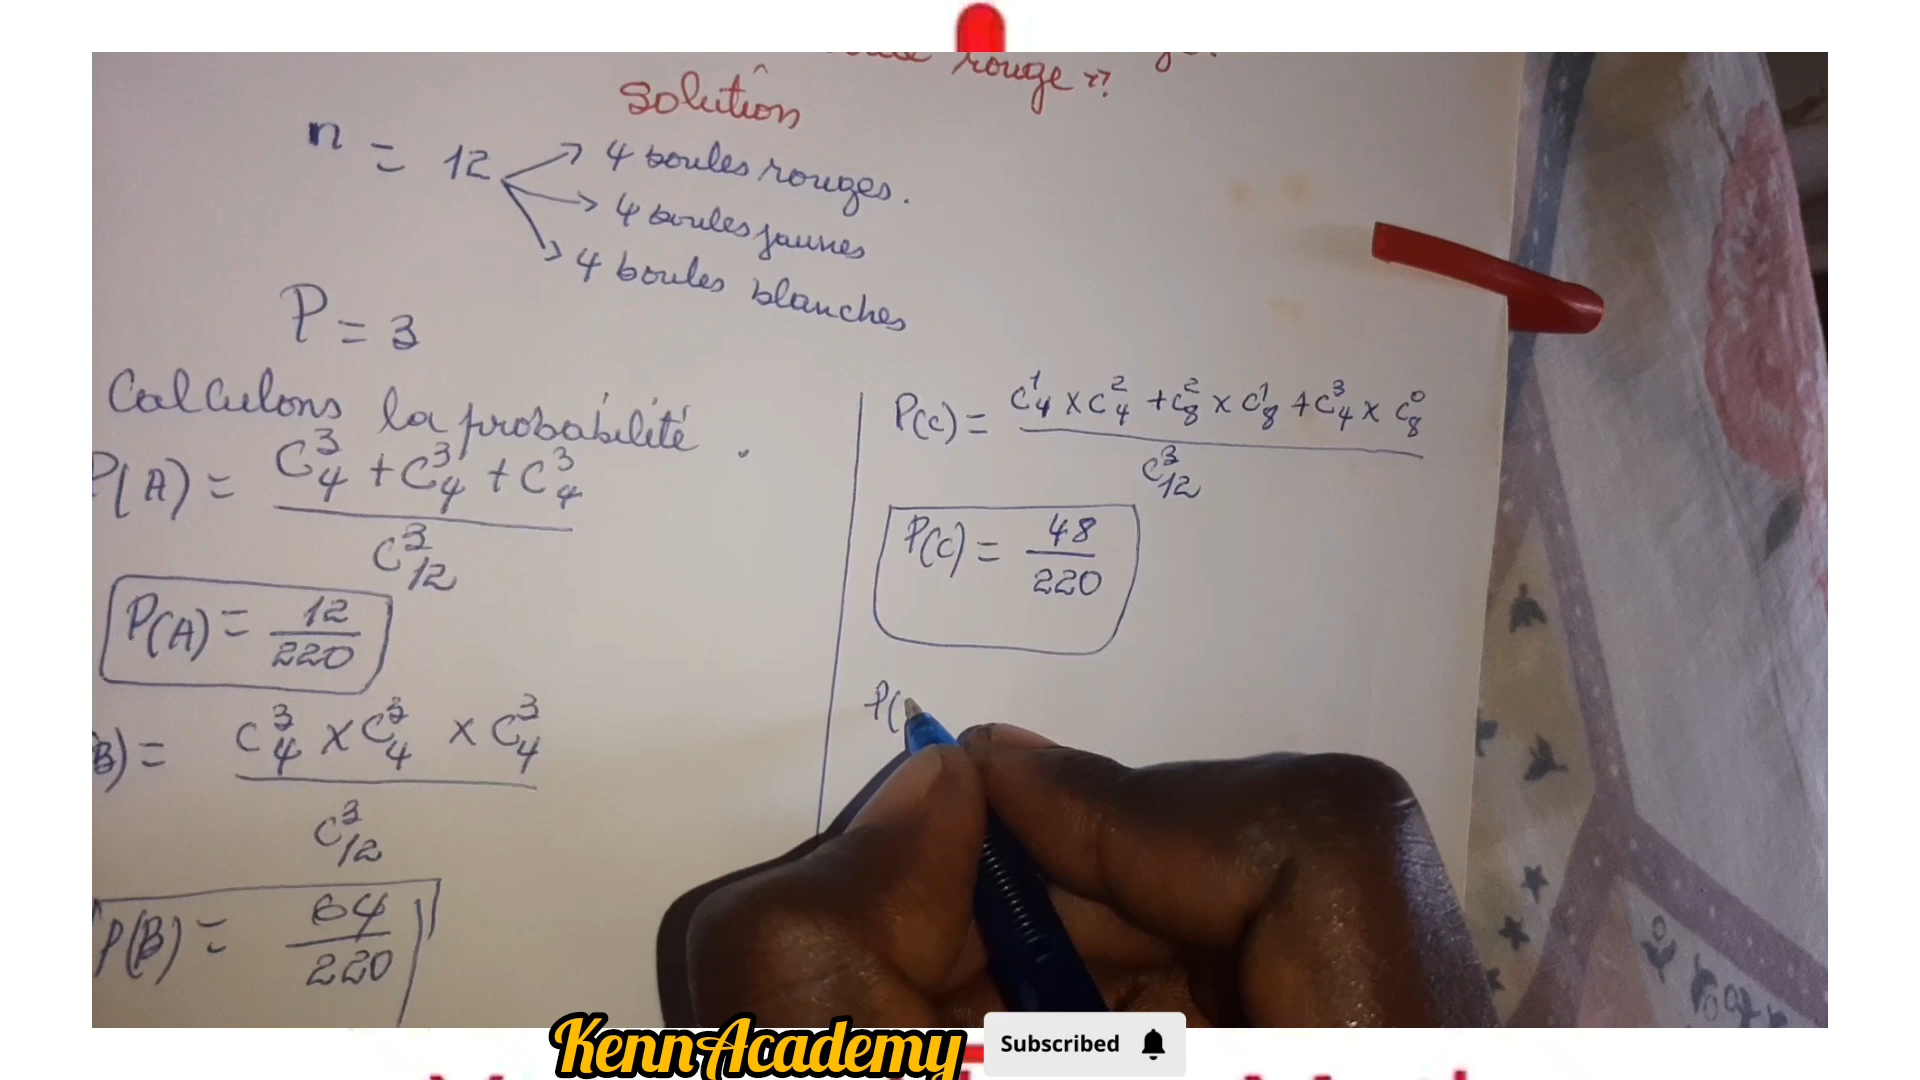 rouge »?
Solution
n = 12
4 boules rouges.
4 boules jaunes
4 boules blanches
P = 3
Calculons la probabilité.
P(A) = C³₄ + C³₄ + C³₄
C³₁₂
P(A) = 12/220
B) = C³₄ × C³₄ × C³₄
C³₁₂
P(B) = 64/220
P(C) = C¹₄ × C²₄ + C²₈ × C¹₈ + C³₄ × C⁰₈
C³₁₂
P(C) = 48/220
P(
KennAcademy
Subscribed